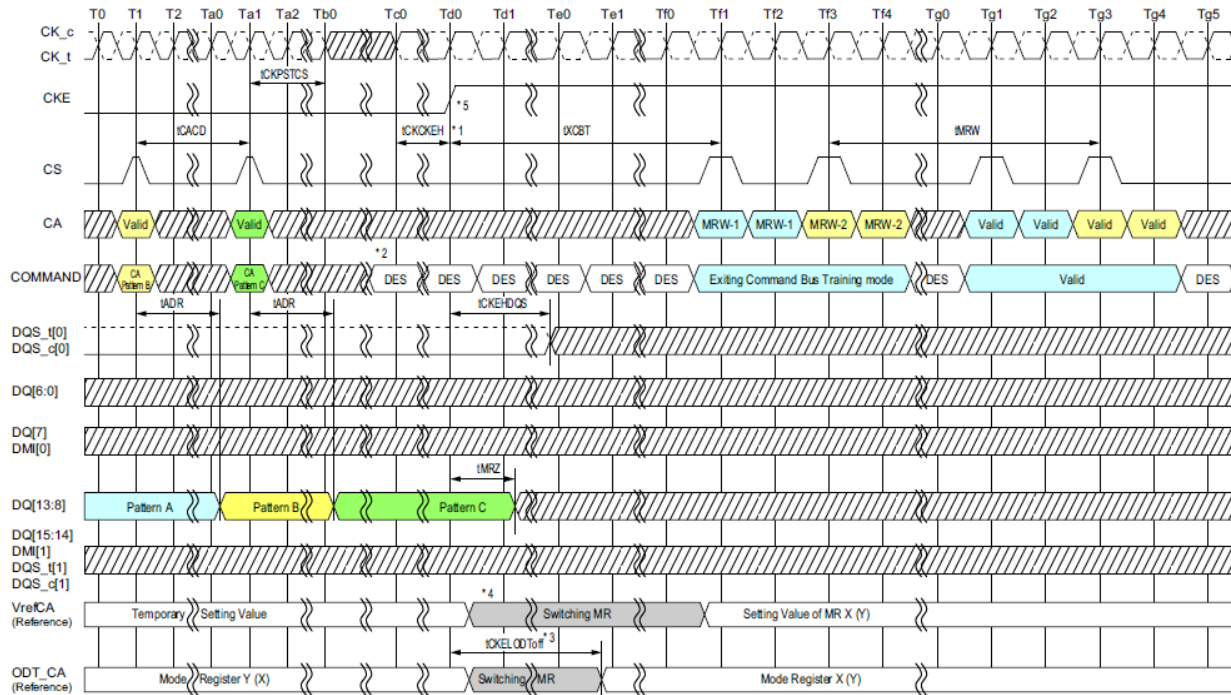 T0 T1 T2 Ta0 Ta1 Ta2 Tb0 Tc0 Td0 Td1 Te0 Te1 Tf0 Tf1 Tf2 Tf3 Tf4 Tg0 Tg1 Tg2 Tg3 Tg4 Tg5
CK_c
CK_t
tCKPSTCS
CKE
* 5
tCACD tCKCKEH * 1 tXCBT tMRW
CS
CA Valid Valid MRW-1 MRW-1 MRW-2 MRW-2 Valid Valid Valid Valid
* 2
COMMAND CA Pattern B CA Pattern C DES DES DES DES DES DES Exiting Command Bus Training mode DES Valid DES
tADR tADR tCKEHDQS
DQS_t[0]
DQS_c[0]
DQ[6:0]
DQ[7]
DMI[0]
tMRZ
DQ[13:8] Pattern A Pattern B Pattern C
DQ[15:14]
DMI[1]
DQS_t[1]
DQS_c[1]
* 4
VrefCA Temporary Setting Value Switching MR Setting Value of MR X (Y)
(Reference)
tCKELODToff * 3
ODT_CA Mode Register Y (X) Switching MR Mode Register X (Y)
(Reference)